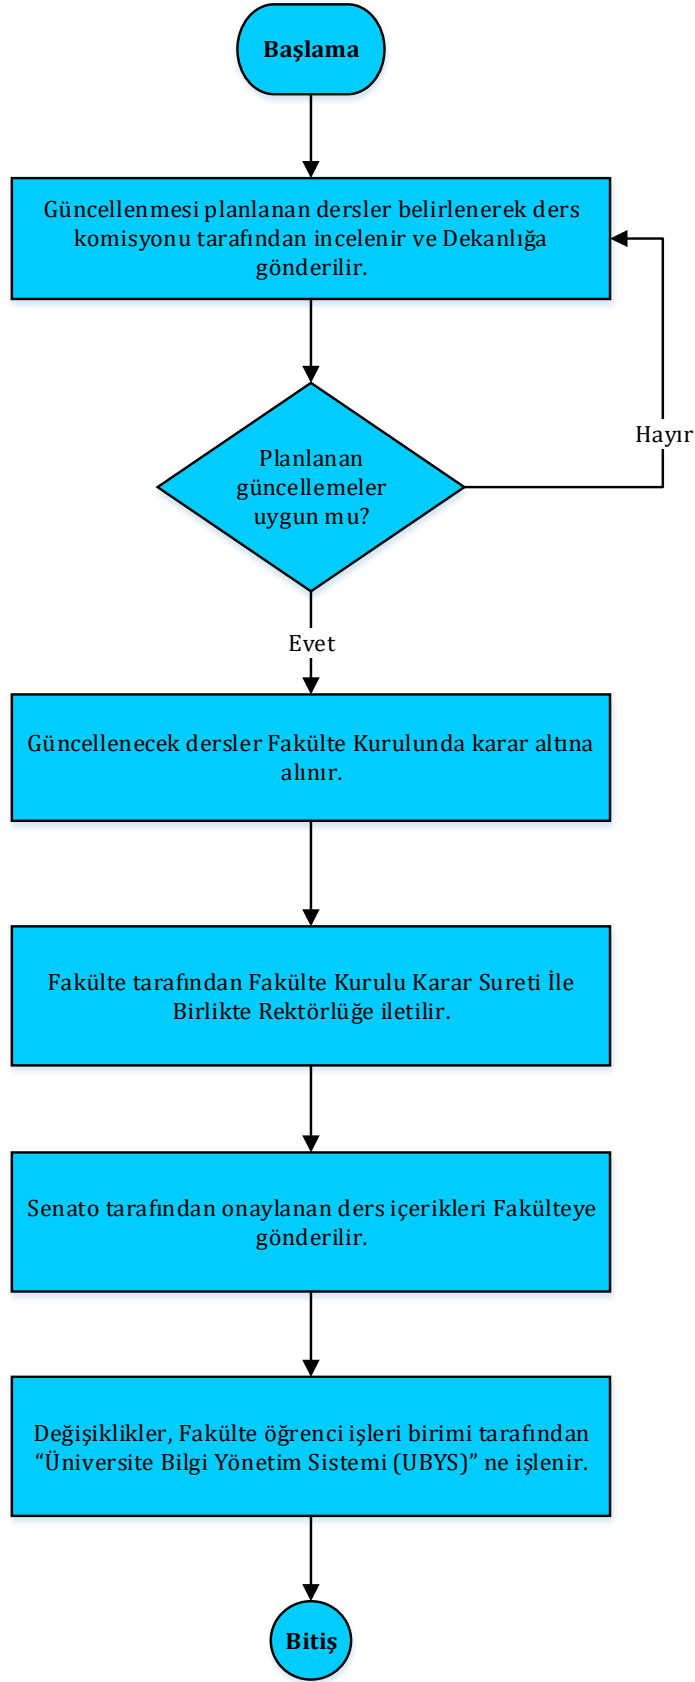 Başlama
Güncellenmesi planlanan dersler belirlenerek ders
komisyonu tarafından incelenir ve Dekanlığa
gönderilir.
Hayır
Planlanan
güncellemeler
uygun mu?
Evet
Güncellenecek dersler Fakülte Kurulunda karar altına
alınır.
Fakülte tarafından Fakülte Kurulu Karar Sureti İle
Birlikte Rektörlüğe iletilir.
Senato tarafından onaylanan ders içerikleri Fakülteye
gönderilir.
Değişiklikler, Fakülte öğrenci işleri birimi tarafından
“Üniversite Bilgi Yönetim Sistemi (UBYS)” ne işlenir.
Bitiş